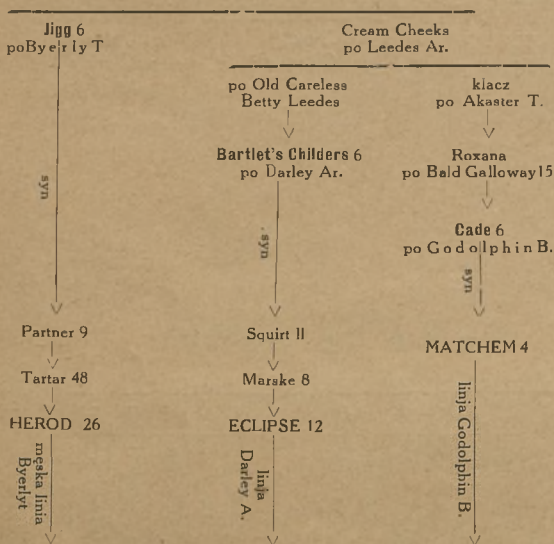 Jigg 6
po Byerly T
Cream Cheeks
po Leedes Ar.
po Old Careless
Betty Leedes
klacz
po Akaster T.
Bartlet's Childers 6
po Darley Ar.
Roxana
po Bald Galloway 15
Cade 6
po Godolphin B.
syn
syn
syn
Partner 9
Squirt 11
MATCHEM 4
Tartar 48
Marske 8
HEROD 26
ECLIPSE 12
męska linia
Byerlyt
linja
Darley A.
linja Godolphin B.